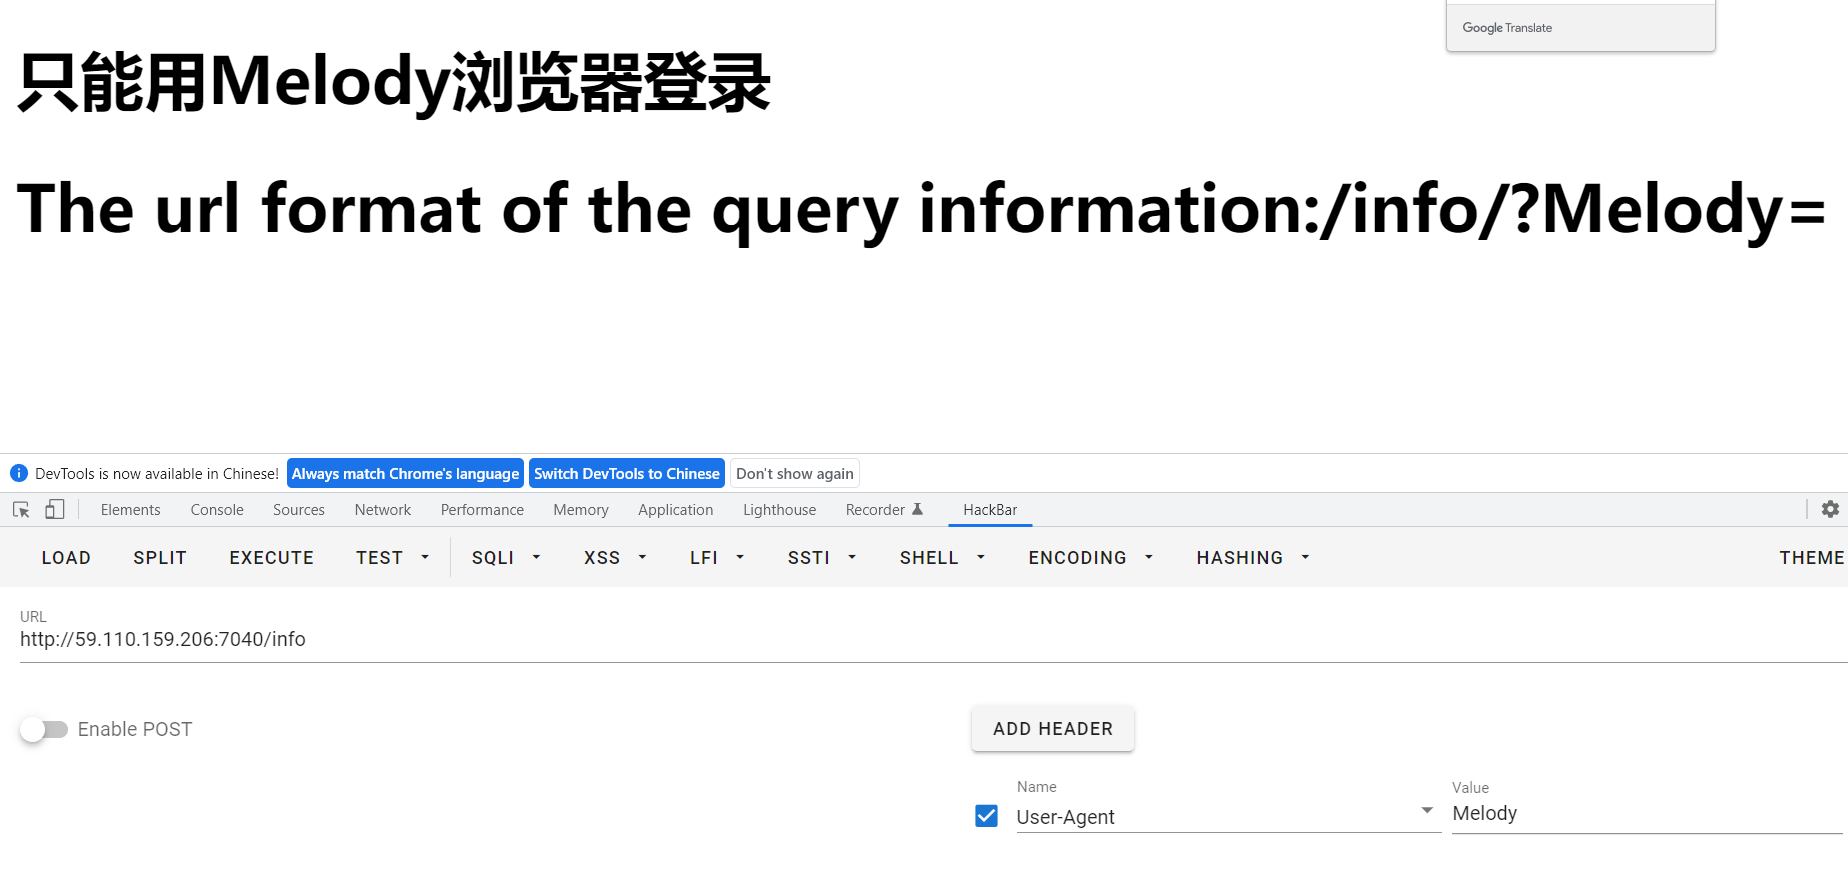 Google Translate
只能用Melody浏览器登录
The url format of the query information:/info/?Melody=
DevTools is now available in Chinese! Always match Chrome's language Switch DevTools to Chinese Don't show again
Elements Console Sources Network Performance Memory Application Lighthouse Recorder HackBar
LOAD SPLIT EXECUTE TEST SQLI XSS LFI SSTI SHELL ENCODING HASHING THEME
URL
http://59.110.159.206:7040/info
Enable POST ADD HEADER
Name Value
User-Agent Melody